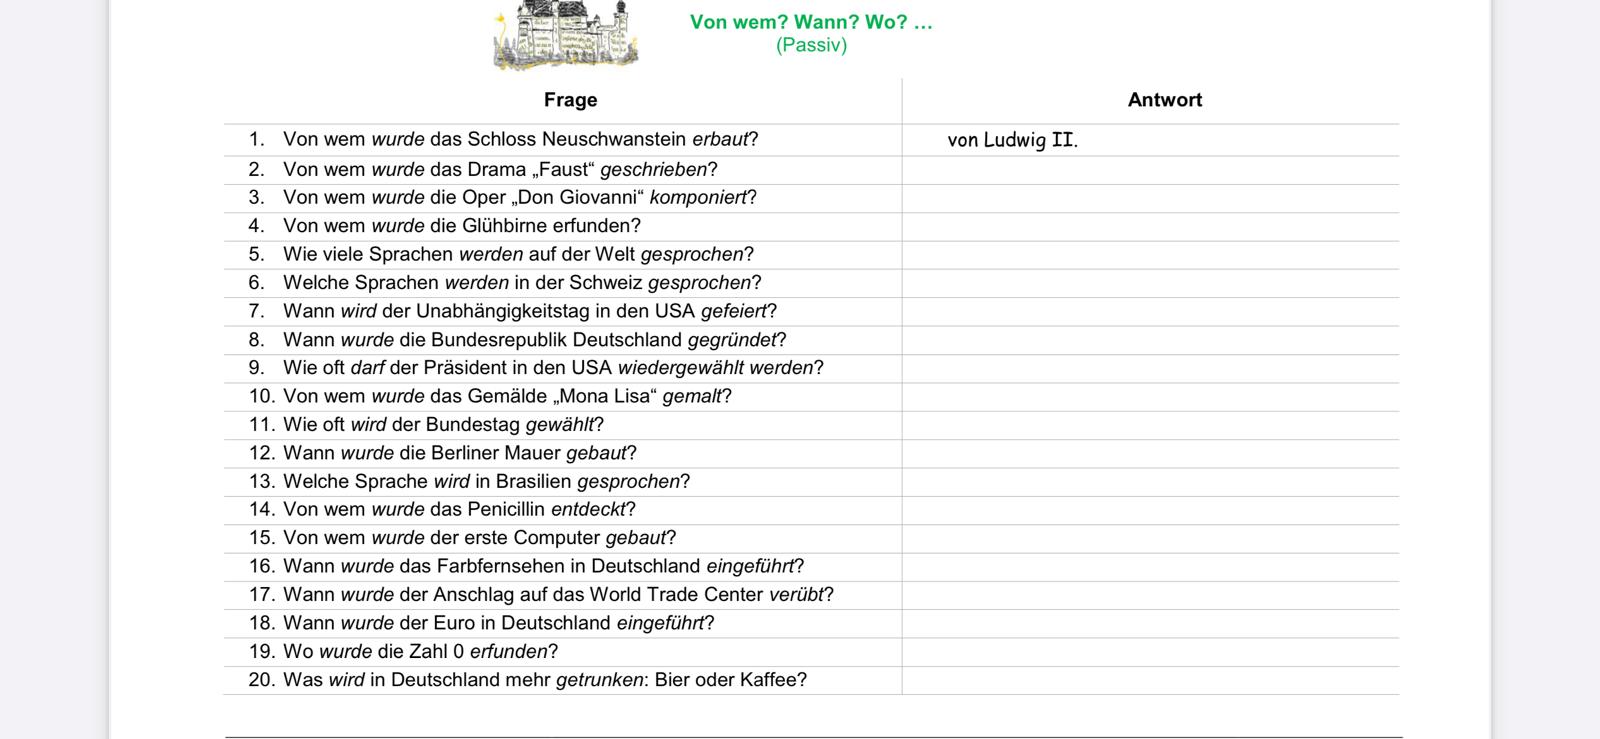 Von wem? Wann? Wo? …
(Passiv)
Frage Antwort
1. Von wem wurde das Schloss Neuschwanstein erbaut? von Ludwig II.
2. Von wem wurde das Drama „Faust“ geschrieben?
3. Von wem wurde die Oper „Don Giovanni“ komponiert?
4. Von wem wurde die Glühbirne erfunden?
5. Wie viele Sprachen werden auf der Welt gesprochen?
6. Welche Sprachen werden in der Schweiz gesprochen?
7. Wann wird der Unabhängigkeitstag in den USA gefeiert?
8. Wann wurde die Bundesrepublik Deutschland gegründet?
9. Wie oft darf der Präsident in den USA wiedergewählt werden?
10. Von wem wurde das Gemälde „Mona Lisa“ gemalt?
11. Wie oft wird der Bundestag gewählt?
12. Wann wurde die Berliner Mauer gebaut?
13. Welche Sprache wird in Brasilien gesprochen?
14. Von wem wurde das Penicillin entdeckt?
15. Von wem wurde der erste Computer gebaut?
16. Wann wurde das Farbfernsehen in Deutschland eingeführt?
17. Wann wurde der Anschlag auf das World Trade Center verübt?
18. Wann wurde der Euro in Deutschland eingeführt?
19. Wo wurde die Zahl 0 erfunden?
20. Was wird in Deutschland mehr getrunken: Bier oder Kaffee?